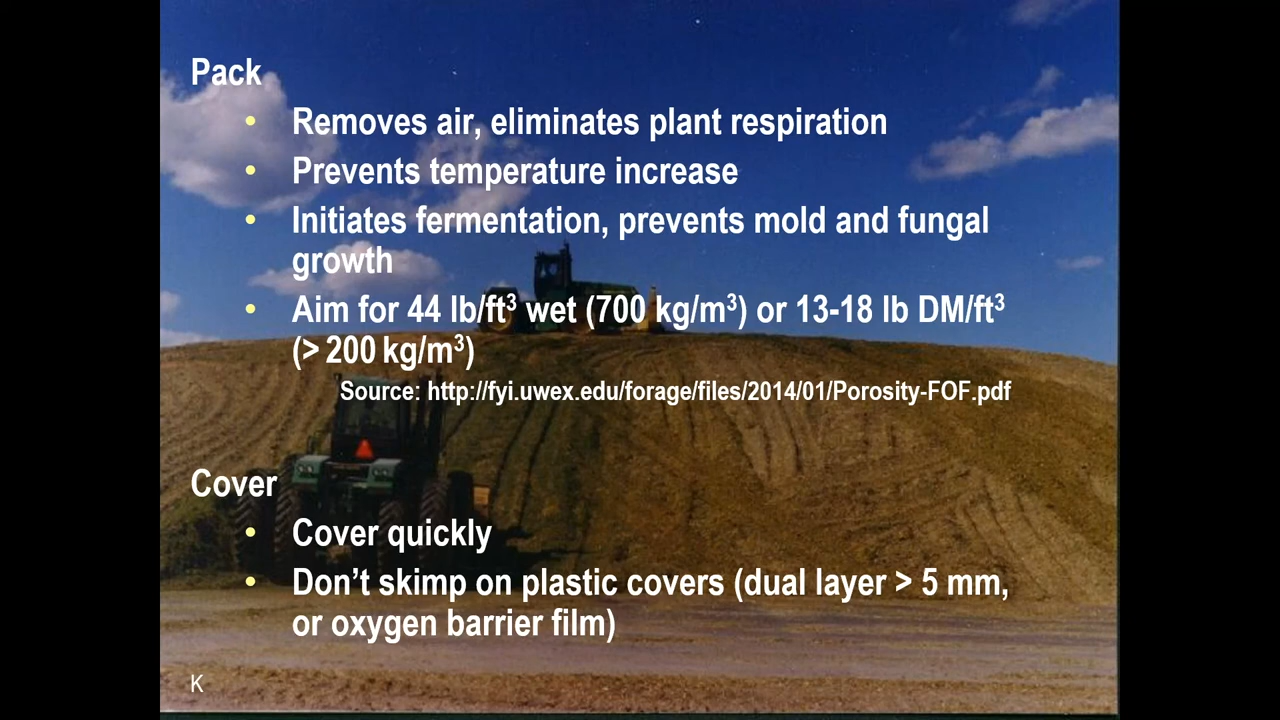 Pack
• Removes air, eliminates plant respiration
• Prevents temperature increase
• Initiates fermentation, prevents mold and fungal
growth
• Aim for 44 lb/ft³ wet (700 kg/m³) or 13-18 lb DM/ft³
(> 200 kg/m³)
Source: http://fyi.uwex.edu/forage/files/2014/01/Porosity-FOF.pdf
Cover
• Cover quickly
• Don’t skimp on plastic covers (dual layer > 5 mm,
or oxygen barrier film)
K